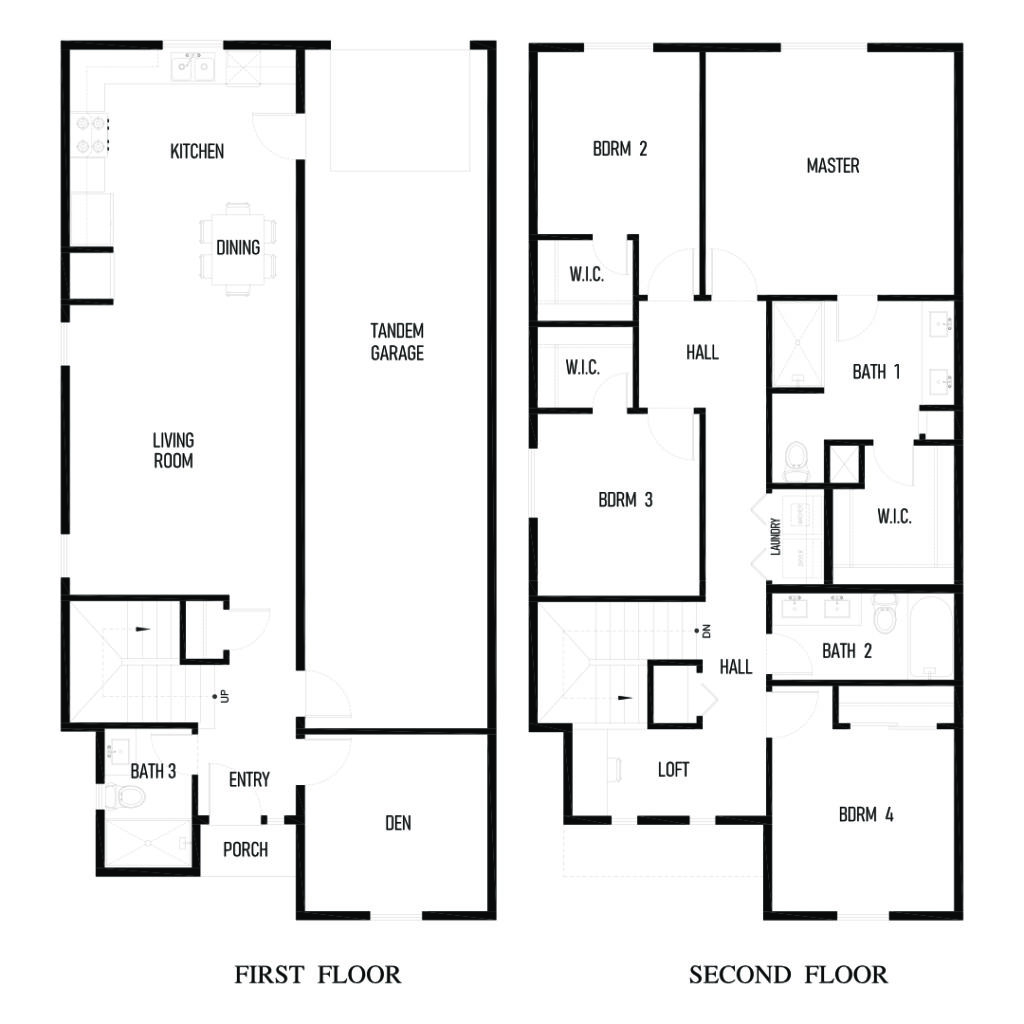 KITCHEN
DINING
TANDEM
GARAGE
LIVING
ROOM
UP
BATH 3
ENTRY
DEN
PORCH
FIRST FLOOR
BDRM 2
MASTER
W.I.C.
HALL
W.I.C.
BATH 1
BDRM 3
W.I.C.
LAUNDRY
DN
BATH 2
HALL
LOFT
BDRM 4
SECOND FLOOR